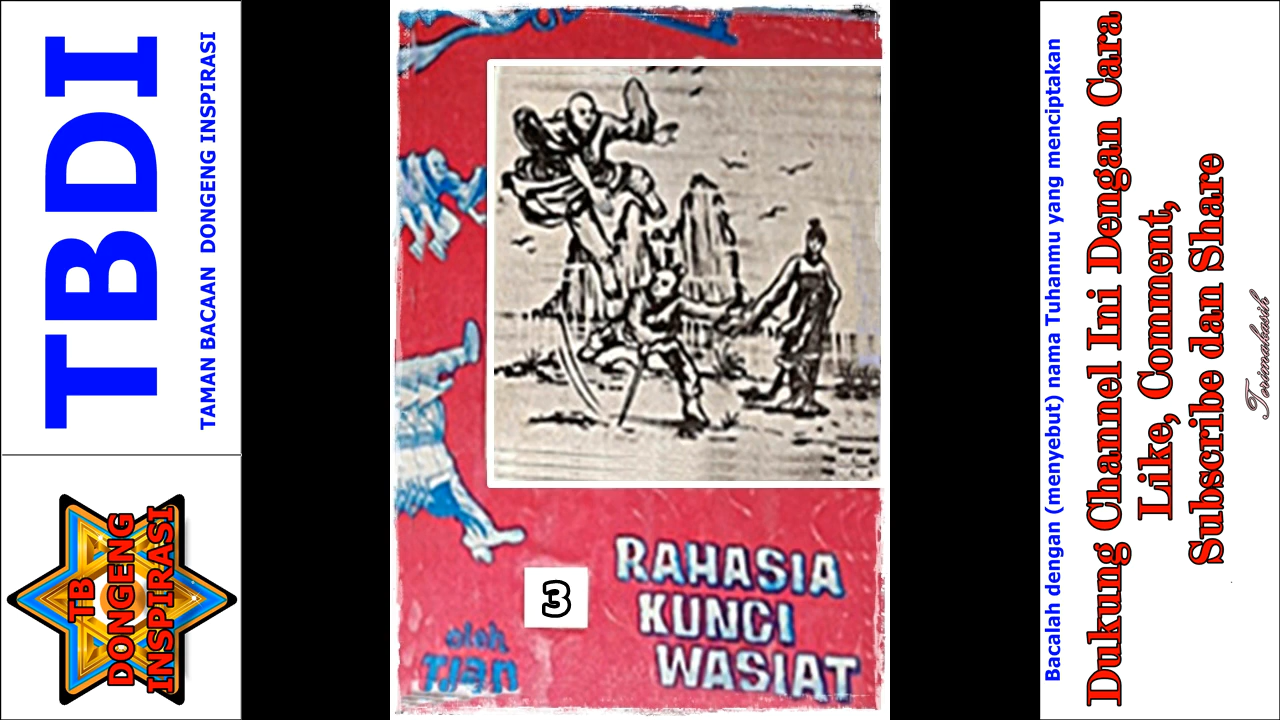 TBDI
TAMAN BACAAN DONGENG INSPIRASI
TB
DONGENG
INSPIRASI
3
RAHASIA
KUNCI
WASIAT
oleh
TJAN
Bacalah dengan (menyebut) nama Tuhanmu yang menciptakan
Dukung Channel Ini Dengan Cara
Like, Comment,
Subscribe dan Share
Terimakasih